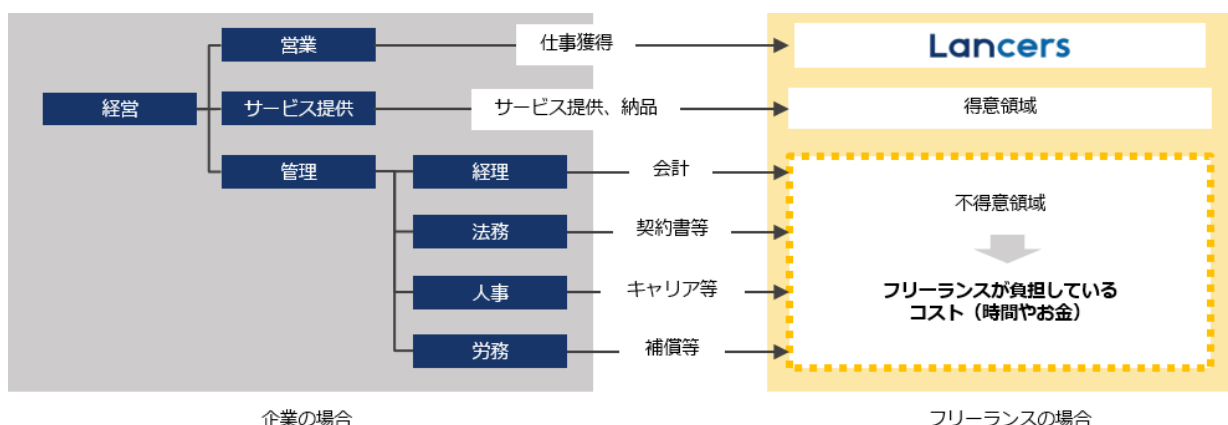 営業
仕事獲得
Lancers
経営
サービス提供
サービス提供、納品
得意領域
管理
経理
会計
不得意領域
法務
契約書等
人事
キャリア等
フリーランスが負担している
コスト（時間やお金）
労務
補償等
企業の場合
フリーランスの場合